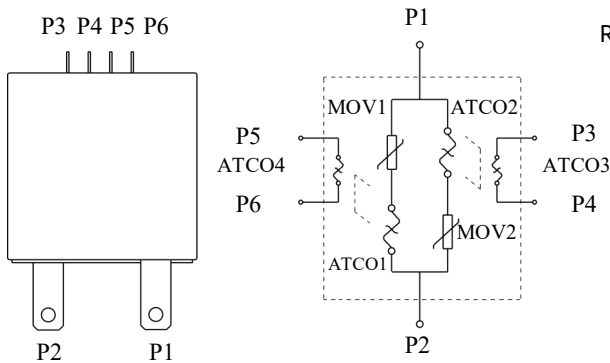 P3 P4 P5 P6
P2 P1
P1
MOV1 ATCO2
P5 P3
ATCO4 ATCO3
P6 P4
MOV2
ATCO1
P2
R